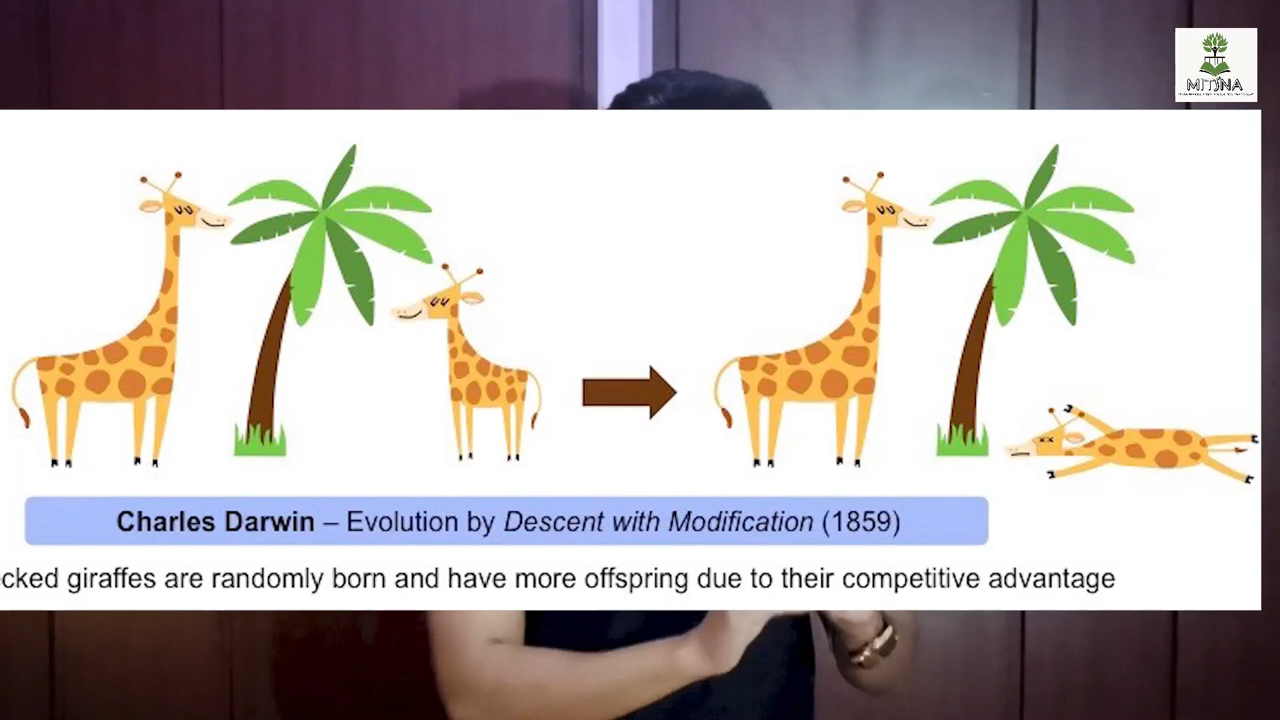 MITJNA
Charles Darwin – Evolution by Descent with Modification (1859)
cked giraffes are randomly born and have more offspring due to their competitive advantage